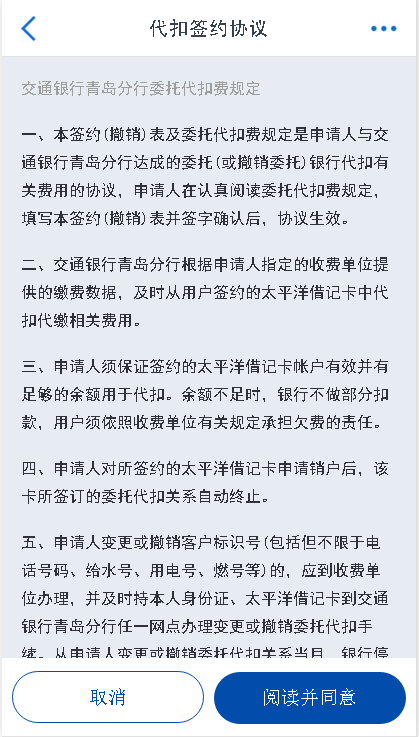 代扣签约协议
交通银行青岛分行委托代扣费规定
一、本签约(撤销)表及委托代扣费规定是申请人与交
通银行青岛分行达成的委托(或撤销委托)银行代扣有
关费用的协议，申请人在认真阅读委托代扣费规定，
填写本签约(撤销)表并签字确认后，协议生效。
二、交通银行青岛分行根据申请人指定的收费单位提
供的缴费数据，及时从用户签约的太平洋借记卡中代
扣代缴相关费用。
三、申请人须保证签约的太平洋借记卡帐户有效并有
足够的余额用于代扣。余额不足时，银行不做部分扣
款，用户须依照收费单位有关规定承担欠费的责任。
四、申请人对所签约的太平洋借记卡申请销户后，该
卡所签订的委托代扣关系自动终止。
五、申请人变更或撤销客户标识号(包括但不限于电
话号码、给水号、用电号、燃号等)的，应到收费单
位办理，并及时持本人身份证、太平洋借记卡到交通
银行青岛分行任一网点办理变更或撤销委托代扣手
续。从申请人变更或撤销委托代扣关系当月，银行停
取消
阅读并同意